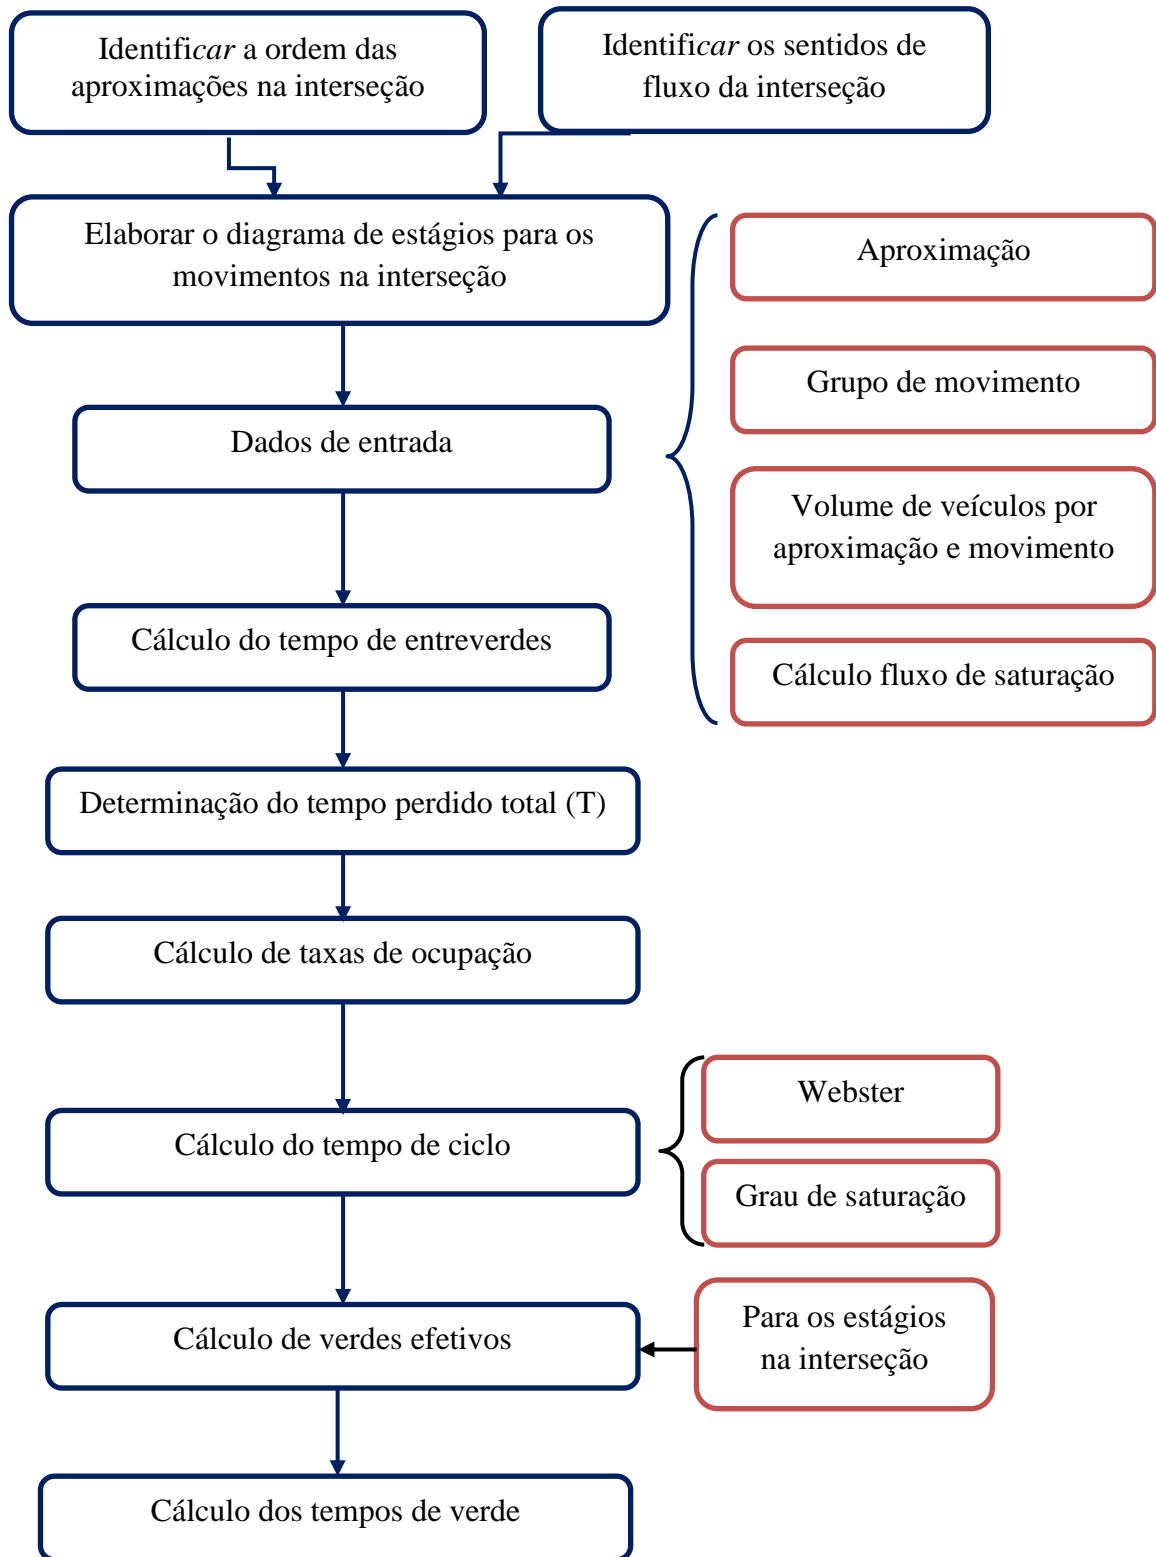 Identificar a ordem das
aproximações na interseção
Identificar os sentidos de
fluxo da interseção
Elaborar o diagrama de estágios para os
movimentos na interseção
Aproximação
Grupo de movimento
Dados de entrada
Volume de veículos por
aproximação e movimento
Cálculo do tempo de entreverdes
Cálculo fluxo de saturação
Determinação do tempo perdido total (T)
Cálculo de taxas de ocupação
Webster
Cálculo do tempo de ciclo
Grau de saturação
Para os estágios
na interseção
Cálculo de verdes efetivos
Cálculo dos tempos de verde